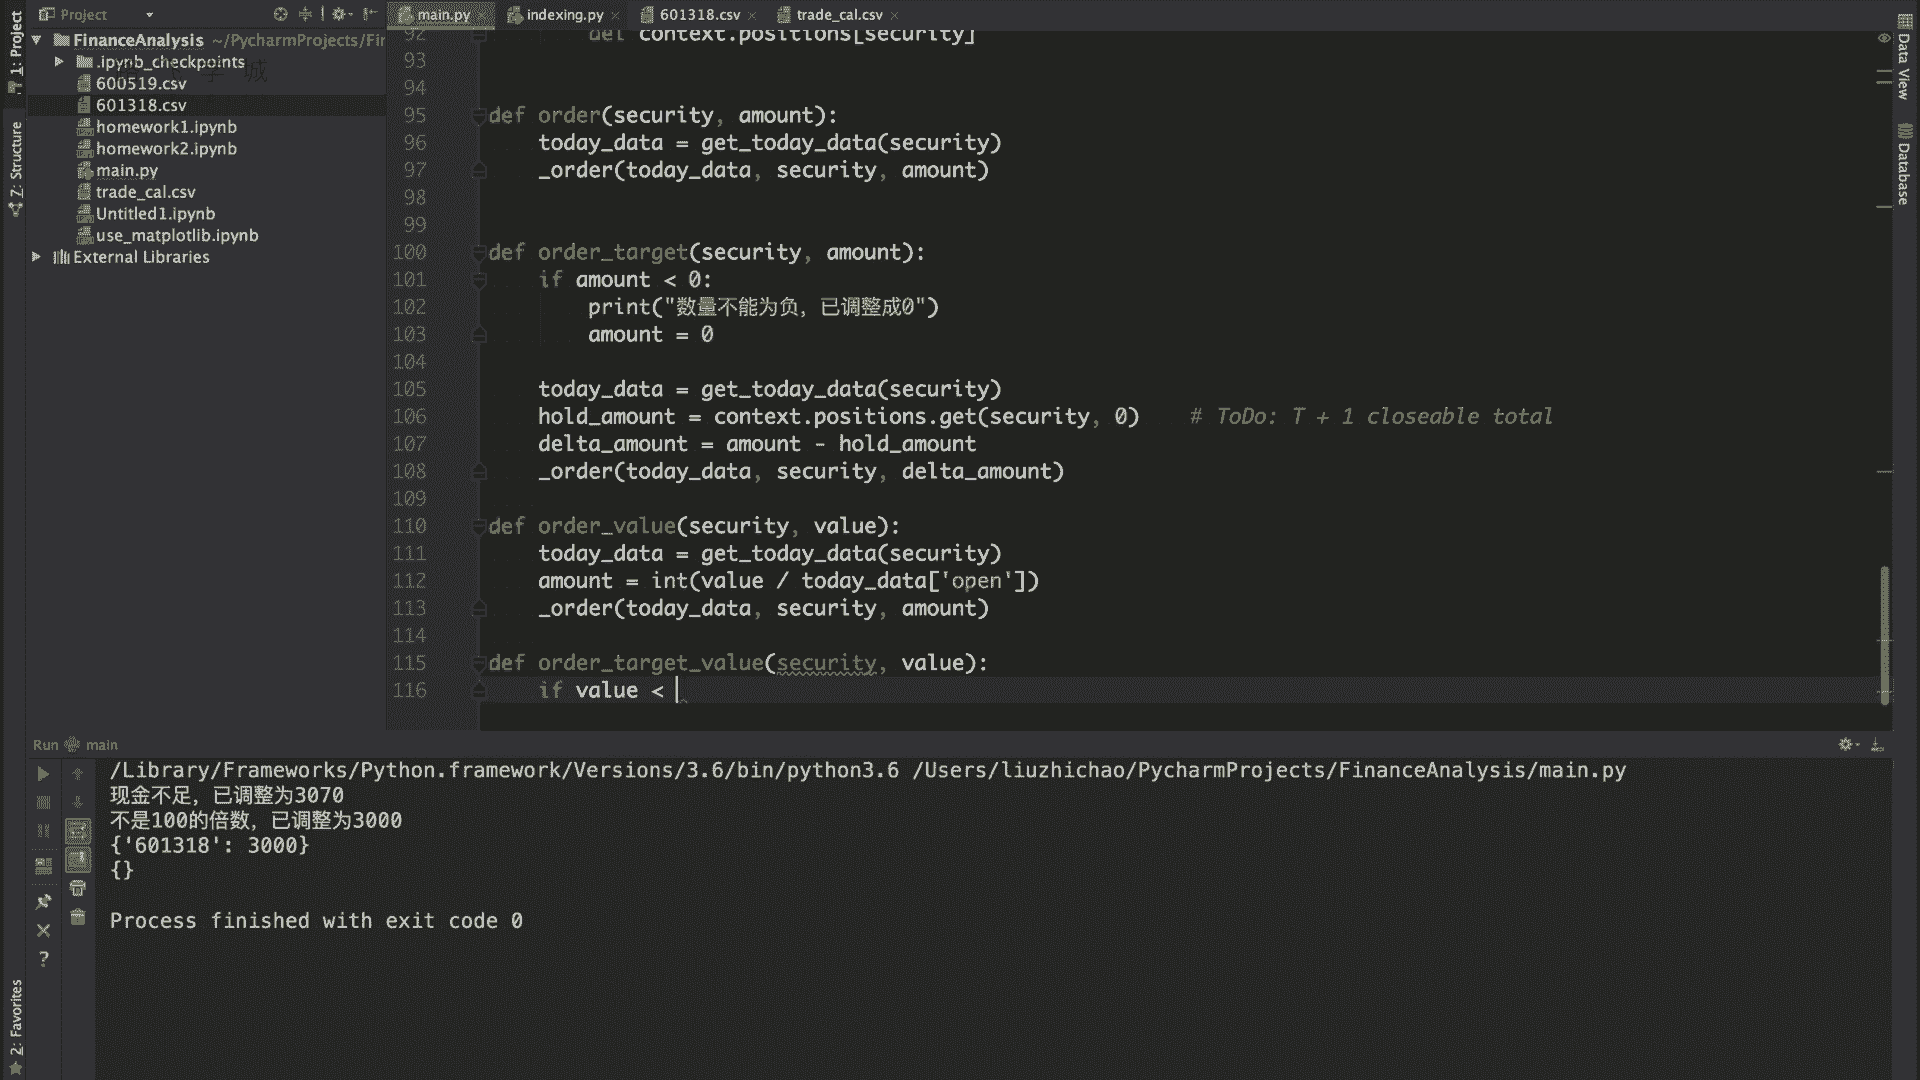 1: Project
Project
main.py
indexing.py
601318.csv
trade_cal.csv
FinanceAnalysis ~/PycharmProjects/Fir
.ipynb_checkpoints
600519.csv
601318.csv
homework1.ipynb
homework2.ipynb
main.py
trade_cal.csv
Untitled1.ipynb
use_matplotlib.ipynb
External Libraries
7: Structure
2: Favorites
Data View
Database
92 del context.positions[security]
93
94
95 def order(security, amount):
96 today_data = get_today_data(security)
97 _order(today_data, security, amount)
98
99
100 def order_target(security, amount):
101 if amount < 0:
102 print("数量不能为负，已调整成0")
103 amount = 0
104
105 today_data = get_today_data(security)
106 hold_amount = context.positions.get(security, 0) # ToDo: T + 1 closeable total
107 delta_amount = amount - hold_amount
108 _order(today_data, security, delta_amount)
109
110 def order_value(security, value):
111 today_data = get_today_data(security)
112 amount = int(value / today_data['open'])
113 _order(today_data, security, amount)
114
115 def order_target_value(security, value):
116 if value <
Run main
/Library/Frameworks/Python.framework/Versions/3.6/bin/python3.6 /Users/liuzhichao/PycharmProjects/FinanceAnalysis/main.py
现金不足，已调整为3070
不是100的倍数，已调整为3000
{'601318': 3000}
{}
Process finished with exit code 0